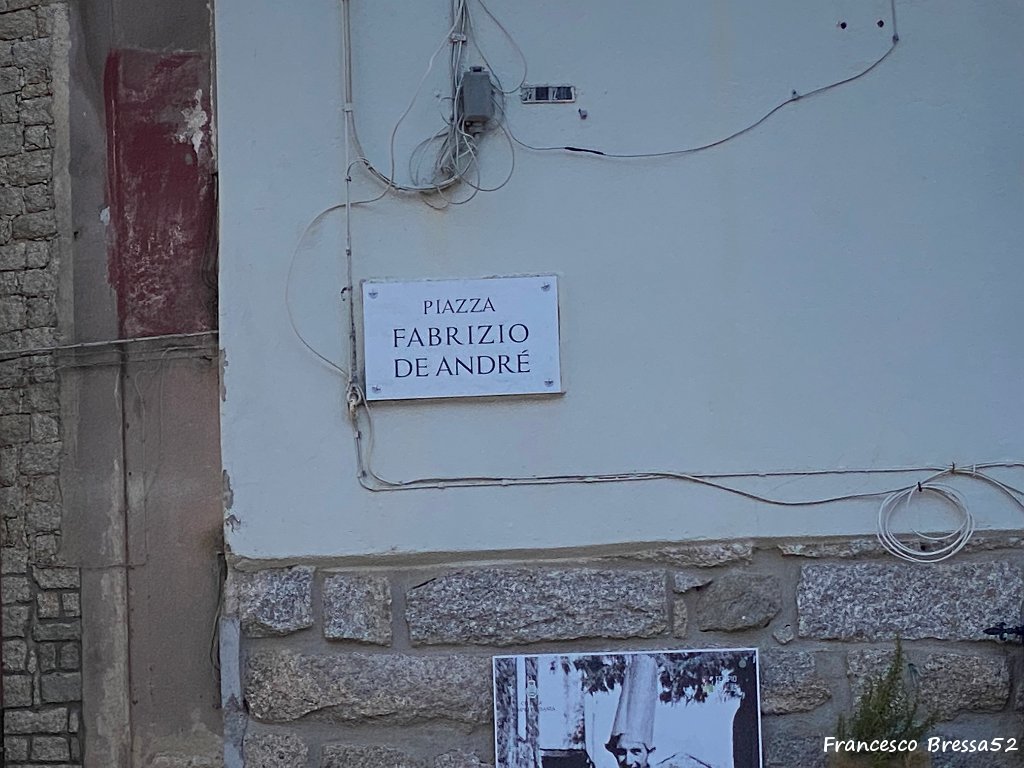 PIAZZA
FABRIZIO
DE ANDRÉ
Francesco Bressa52